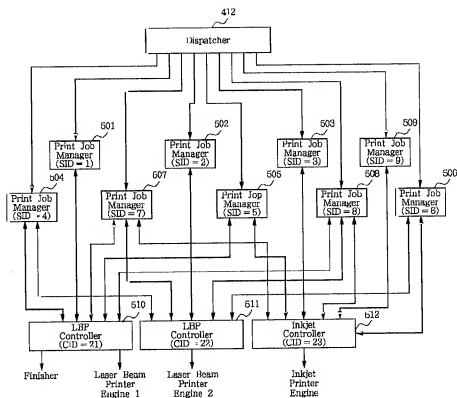 412
Dispatcher
501
Print Job
Manager
(SID = 1)
502
Print Job
Manager
(SID = 2)
503
Print Job
Manager
(SID = 3)
509
Print Job
Manager
(SID = 9)
504
Print Job
Manager
(SID = 4)
507
Print Job
Manager
(SID = 7)
505
Print Job
Manager
(SID = 5)
508
Print Job
Manager
(SID = 8)
506
Print Job
Manager
(SID = 6)
510
LBP
Controller
(CID = 21)
511
LBP
Controller
(CID = 22)
512
Inkjet
Controller
(CID = 23)
Finisher
Laser Beam
Printer
Engine 1
Laser Beam
Printer
Engine 2
Inkjet
Printer
Engine